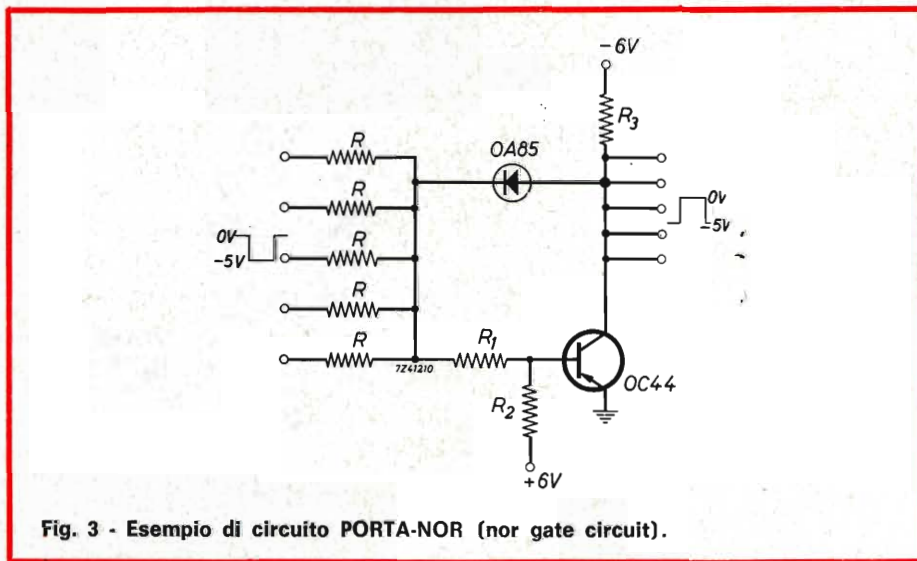 -6V
R3
R
OA85
R
0V
-5V
0V
-5V
R
R
R
R1
7Z41210
OC44
R2
+6V
Fig. 3 - Esempio di circuito PORTA-NOR (nor gate circuit).